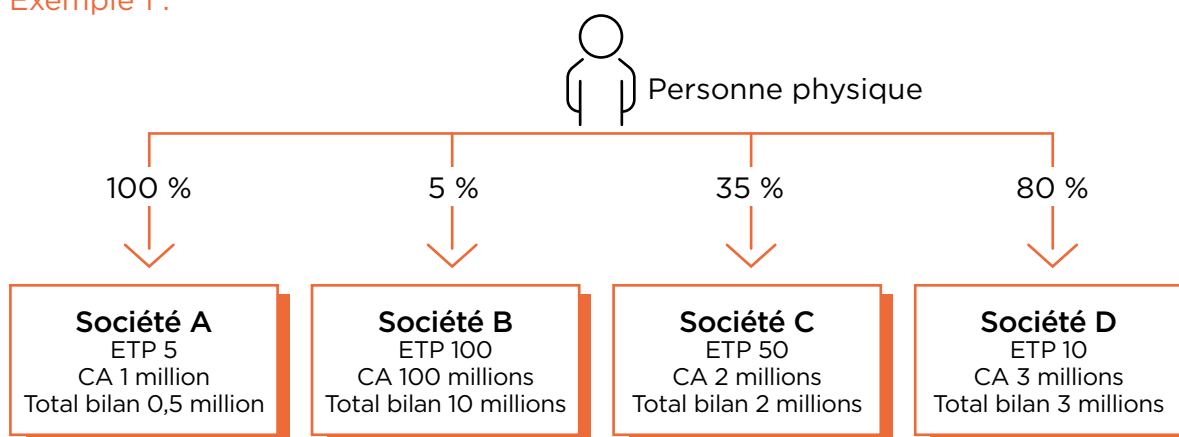 Exemple 1 :
Personne physique
100 %
5 %
35 %
80 %
Société A
ETP 5
CA 1 million
Total bilan 0,5 million
Société B
ETP 100
CA 100 millions
Total bilan 10 millions
Société C
ETP 50
CA 2 millions
Total bilan 2 millions
Société D
ETP 10
CA 3 millions
Total bilan 3 millions